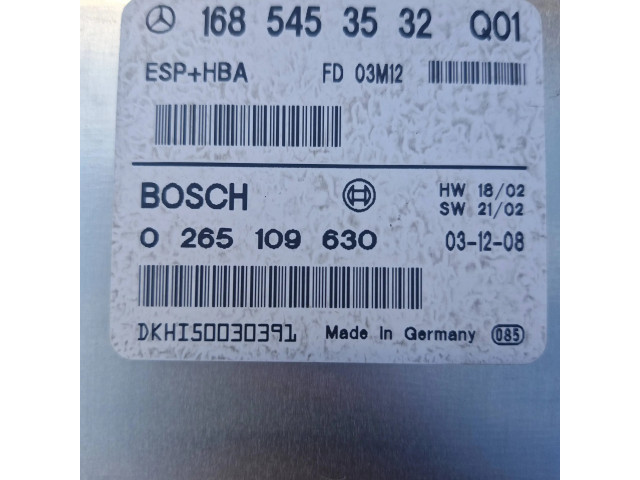 168 545 35 32 Q01
ESP+HBA FD 03M12
BOSCH HW 18/02
SW 21/02
0 265 109 630 03-12-08
DKHIS0030391 Made in Germany 085